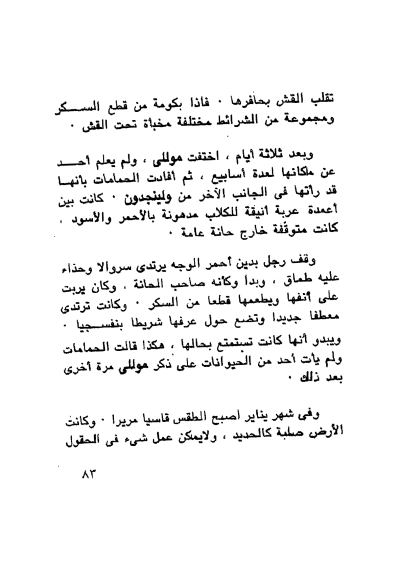 تقلب القش بحافرها · فاذا بكومة من قطع الســكر
ومجموعة من الشرائط مختلفة مخبأة تحت القش ·
وبعد ثلاثة أيام ، اختفت موللى ، ولم يعلم أحــد
عن مكانها لعدة أسابيع ، ثم أفادت الحمامات بأنهــا
قد رأتها فى الجانب الآخر من ولينجدون · كانت بين
أعمدة عربة أنيقة للكلاب مدهونة بالأحمر والأسود ،
كانت متوقفة خارج حانة عامة ·
وقف رجل بدين أحمر الوجه يرتدى سروالا وحذاء
عليه طماق ، وبدا وكأنه صاحب الحانة ، وكان يربت
على أنفها ويطعمها قطعا من السكر · وكانت ترتدى
معطفا جديدا وتضع حول عرفها شريطا بنفســجيا ·
ويبدو أنها كانت تستمتع بحالها ، هكذا قالت الحمامات
ولم يأت أحد من الحيوانات على ذكر موللى مرة أخرى
بعد ذلك ·
وفى شهر يناير أصبح الطقس قاسيا مريرا · وكانت
الأرض صلبة كالحديد ، ولايمكن عمل شىء فى الحقول
٨٣